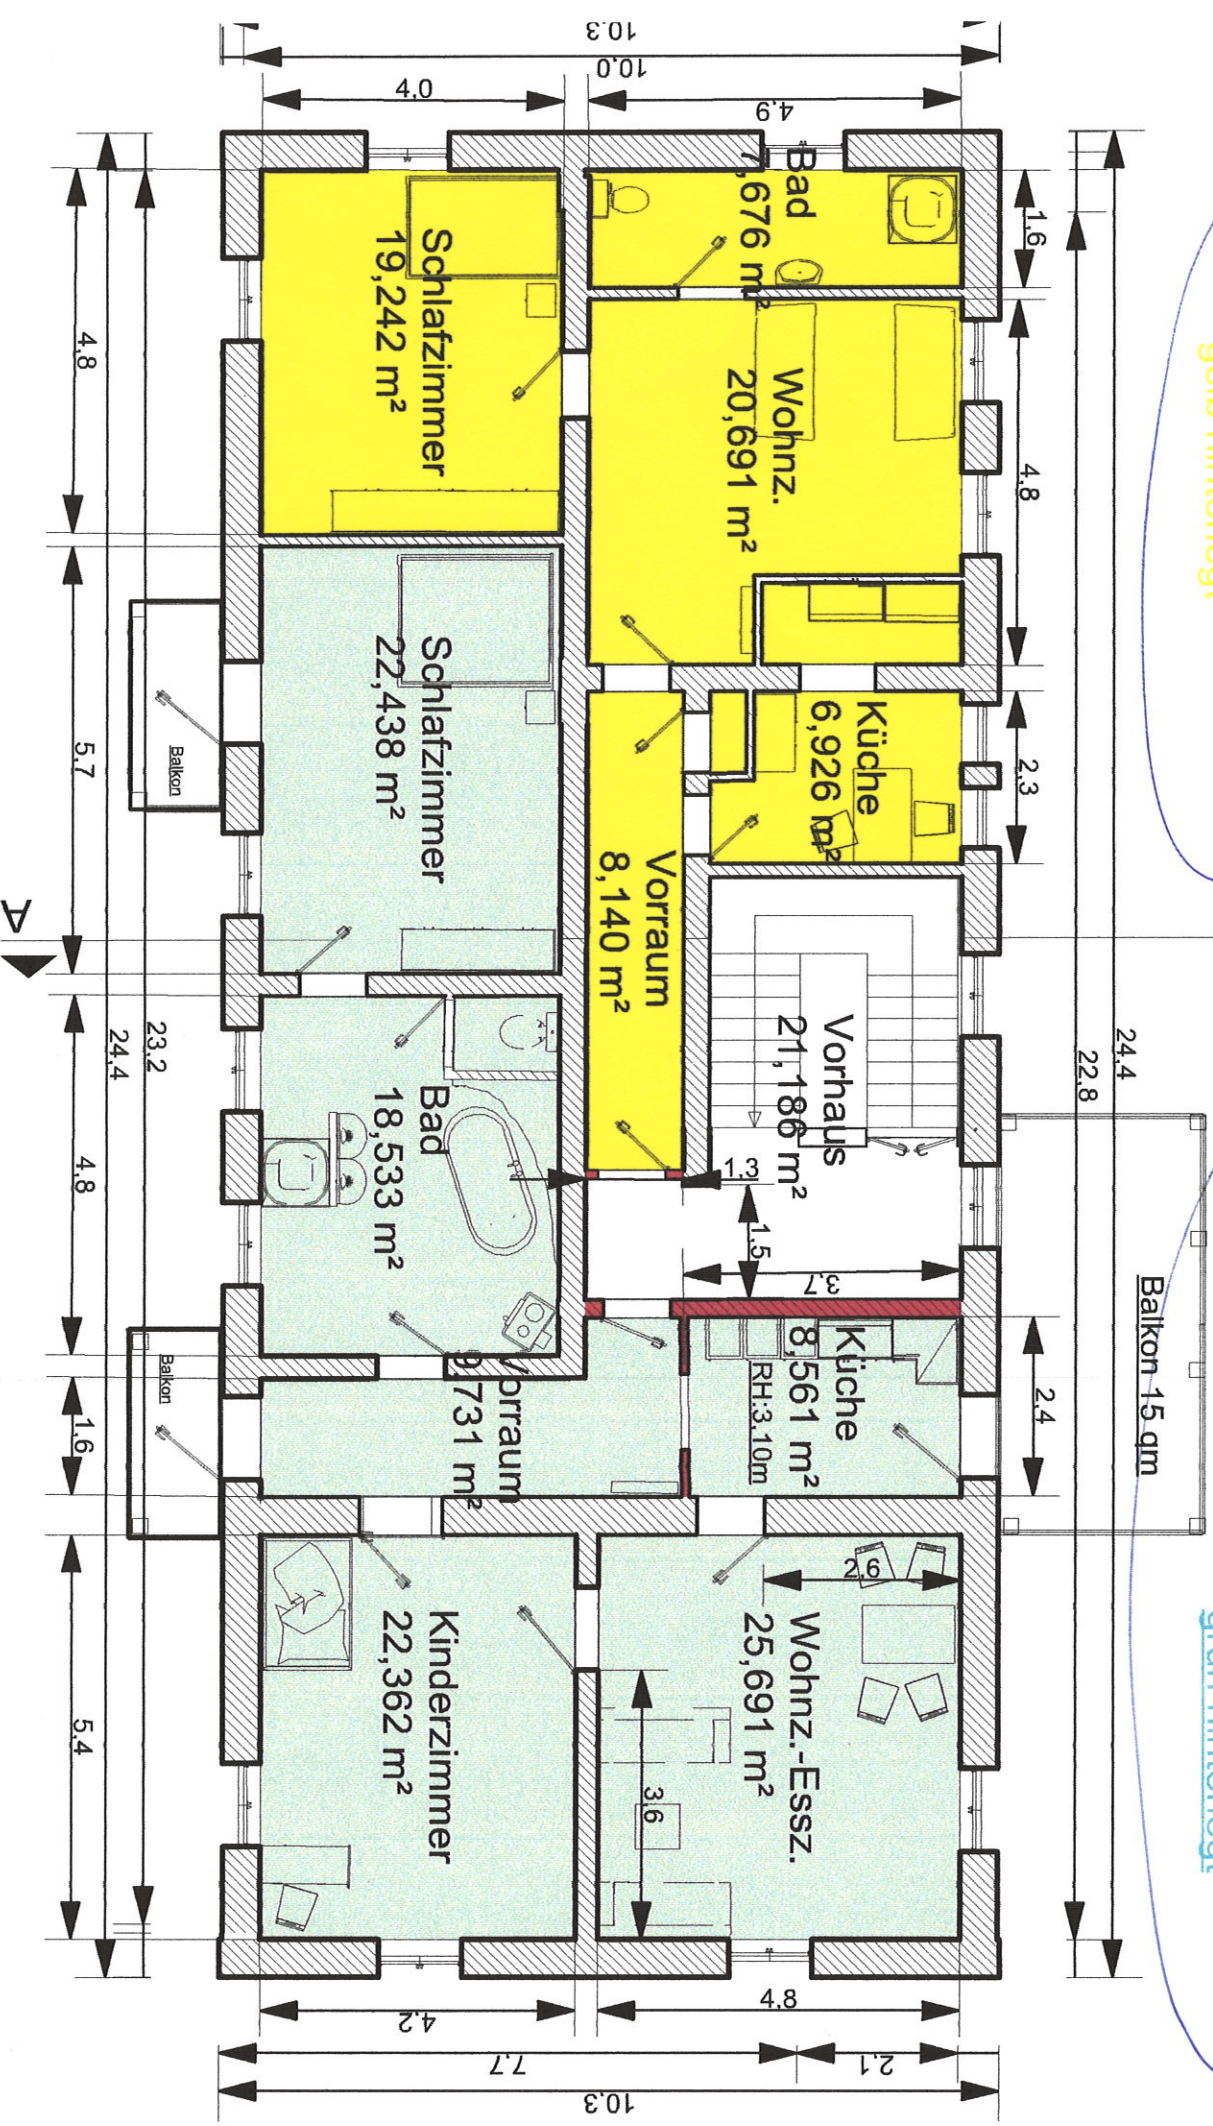 10.3
10,0
4,0
4,9
Bad
7,676 m²
1,6
Schlafzimmer
19,242 m²
4,8
Wohnz.
20,691 m²
4,8
Schlafzimmer
22,438 m²
5,7
Balkon
Küche
6,926 m²
2,3
Vorraum
8,140 m²
A
Vorhaus
21,186 m²
24,4
23,2
24,4
22,8
Bad
18,533 m²
4,8
1,3
1,5
3,7
Balkon 15 qm
Balkon
Vorraum
9,731 m²
1,6
Küche
8,561 m²
RH:3,10m
2,4
2,6
Kinderzimmer
22,362 m²
5,4
Wohnz.-Essz.
25,691 m²
3,6
4,2
4,8
7,7
2,1
10.3
gelb hinterlegt
grün hinterlegt